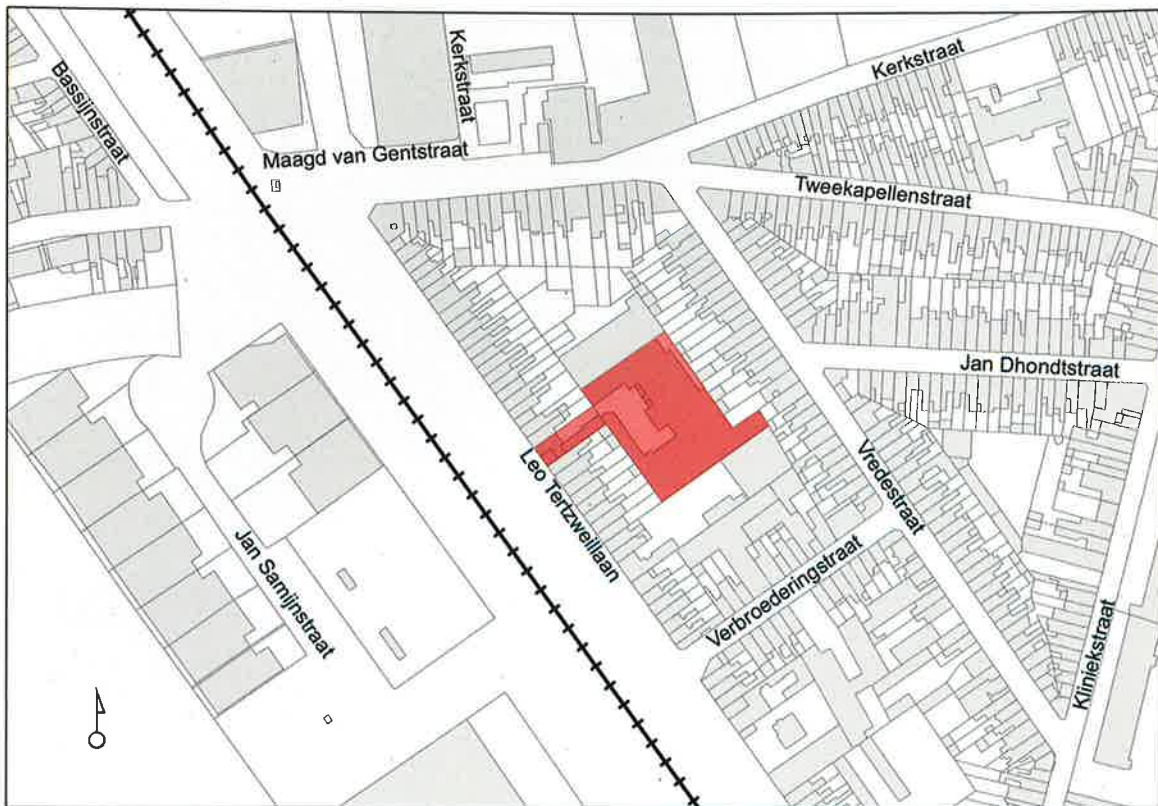 Bassijnstraat
Kerkstraat
Kerkstraat
Maagd van Gentstraat
Tweekapellenstraat
Jan Dhondtstraat
Leo Tertzweillaan
Vredestraat
Jan Samijnstraat
Verbroederingstraat
Kliniekstraat